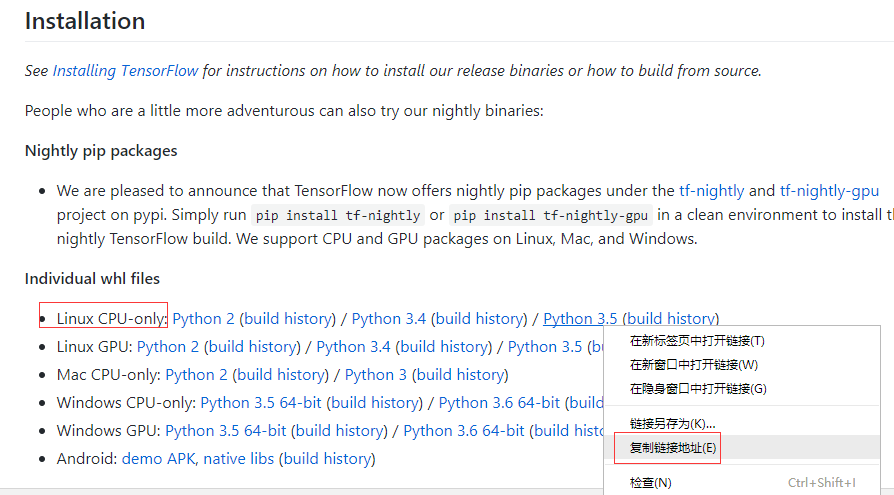 Installation
See Installing TensorFlow for instructions on how to install our release binaries or how to build from source.
People who are a little more adventurous can also try our nightly binaries:
Nightly pip packages
• We are pleased to announce that TensorFlow now offers nightly pip packages under the tf-nightly and tf-nightly-gpu
project on pypi. Simply run pip install tf-nightly or pip install tf-nightly-gpu in a clean environment to install
nightly TensorFlow build. We support CPU and GPU packages on Linux, Mac, and Windows.
Individual whl files
• Linux CPU-only: Python 2 (build history) / Python 3.4 (build history) / Python 3.5 (build history)
• Linux GPU: Python 2 (build history) / Python 3.4 (build history) / Python 3.5 (
• Mac CPU-only: Python 2 (build history) / Python 3 (build history)
• Windows CPU-only: Python 3.5 64-bit (build history) / Python 3.6 64-bit (build
• Windows GPU: Python 3.5 64-bit (build history) / Python 3.6 64-bit (build
• Android: demo APK, native libs (build history)
在新标签页中打开链接(T)
在新窗口中打开链接(W)
在隐身窗口中打开链接(G)
链接另存为(K)...
复制链接地址(E)
检查(N) Ctrl+Shift+I